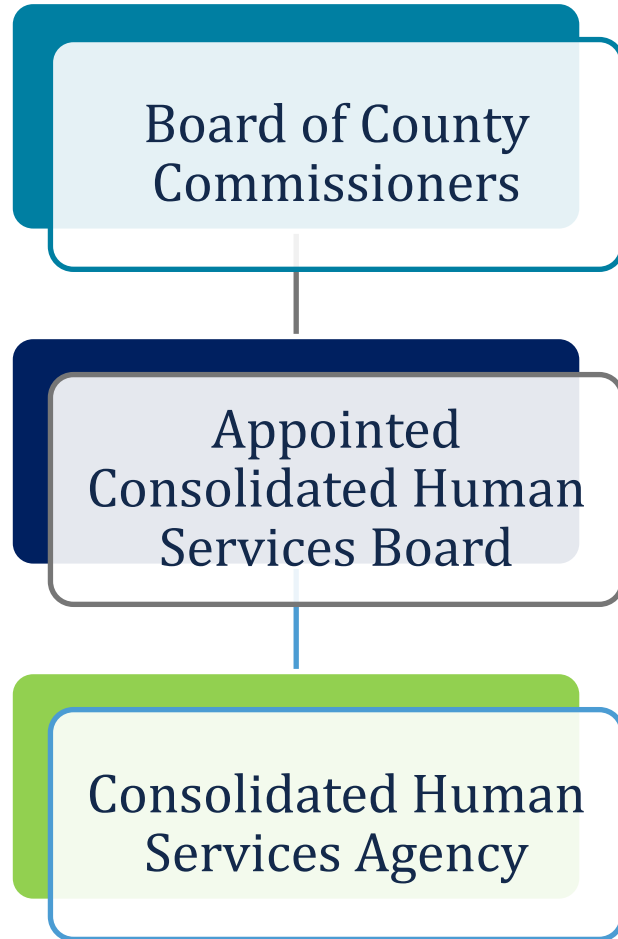 Board of County
Commissioners
Appointed
Consolidated Human
Services Board
Consolidated Human
Services Agency